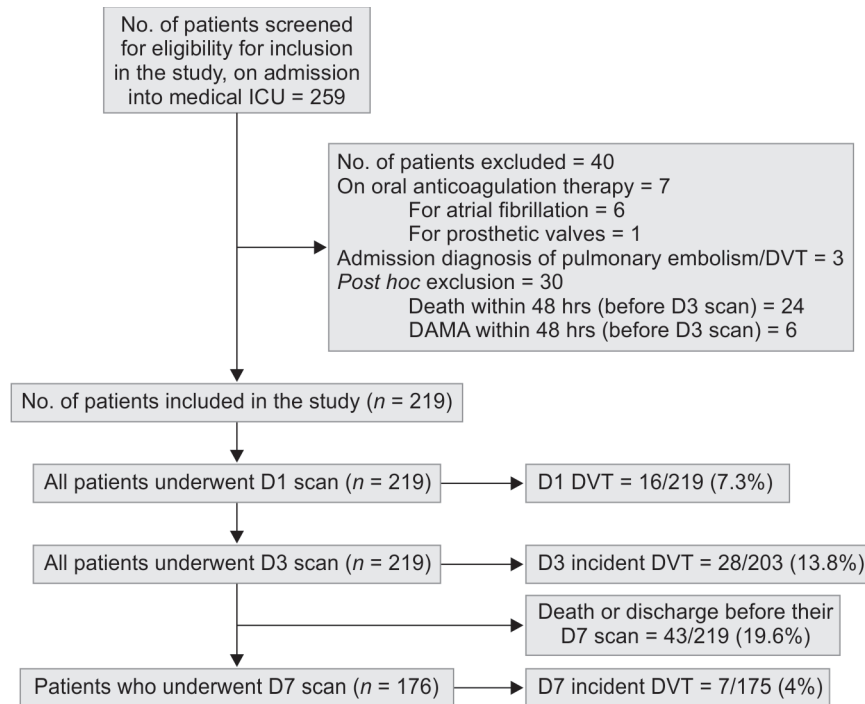 No. of patients screened
for eligibility for inclusion
in the study, on admission
into medical ICU = 259
No. of patients excluded = 40
On oral anticoagulation therapy = 7
For atrial fibrillation = 6
For prosthetic valves = 1
Admission diagnosis of pulmonary embolism/DVT = 3
Post hoc exclusion = 30
Death within 48 hrs (before D3 scan) = 24
DAMA within 48 hrs (before D3 scan) = 6
No. of patients included in the study (n = 219)
All patients underwent D1 scan (n = 219)
D1 DVT = 16/219 (7.3%)
All patients underwent D3 scan (n = 219)
D3 incident DVT = 28/203 (13.8%)
Death or discharge before their
D7 scan = 43/219 (19.6%)
Patients who underwent D7 scan (n = 176)
D7 incident DVT = 7/175 (4%)